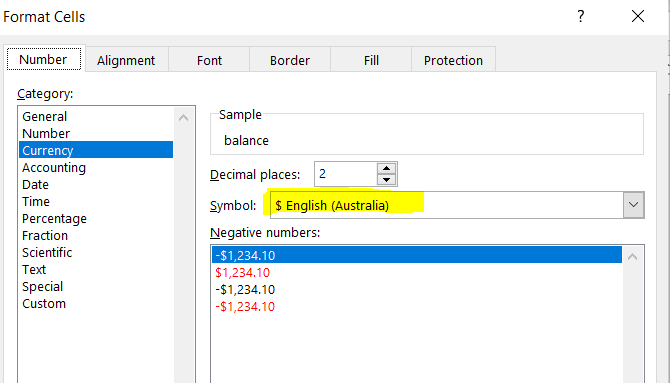 Format Cells
?
Number Alignment Font Border Fill Protection
Category:
General
Number
Currency
Accounting
Date
Time
Percentage
Fraction
Scientific
Text
Special
Custom
Sample
balance
Decimal places: 2
Symbol: $ English (Australia)
Negative numbers:
-$1,234.10
$1,234.10
-$1,234.10
-$1,234.10